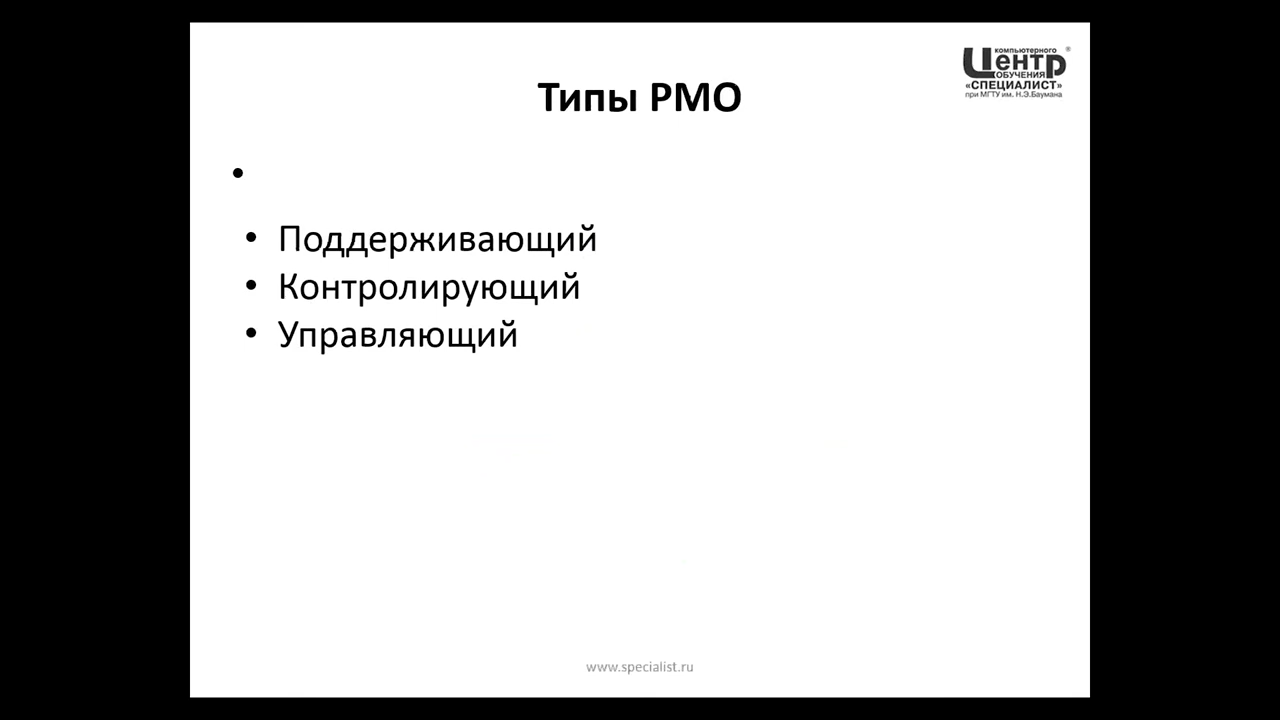 компьютерного
Центр
ОБУЧЕНИЯ
«СПЕЦИАЛИСТ»
при МГТУ им. Н.Э.Баумана
Типы PMO
•
• Поддерживающий
• Контролирующий
• Управляющий
www.specialist.ru